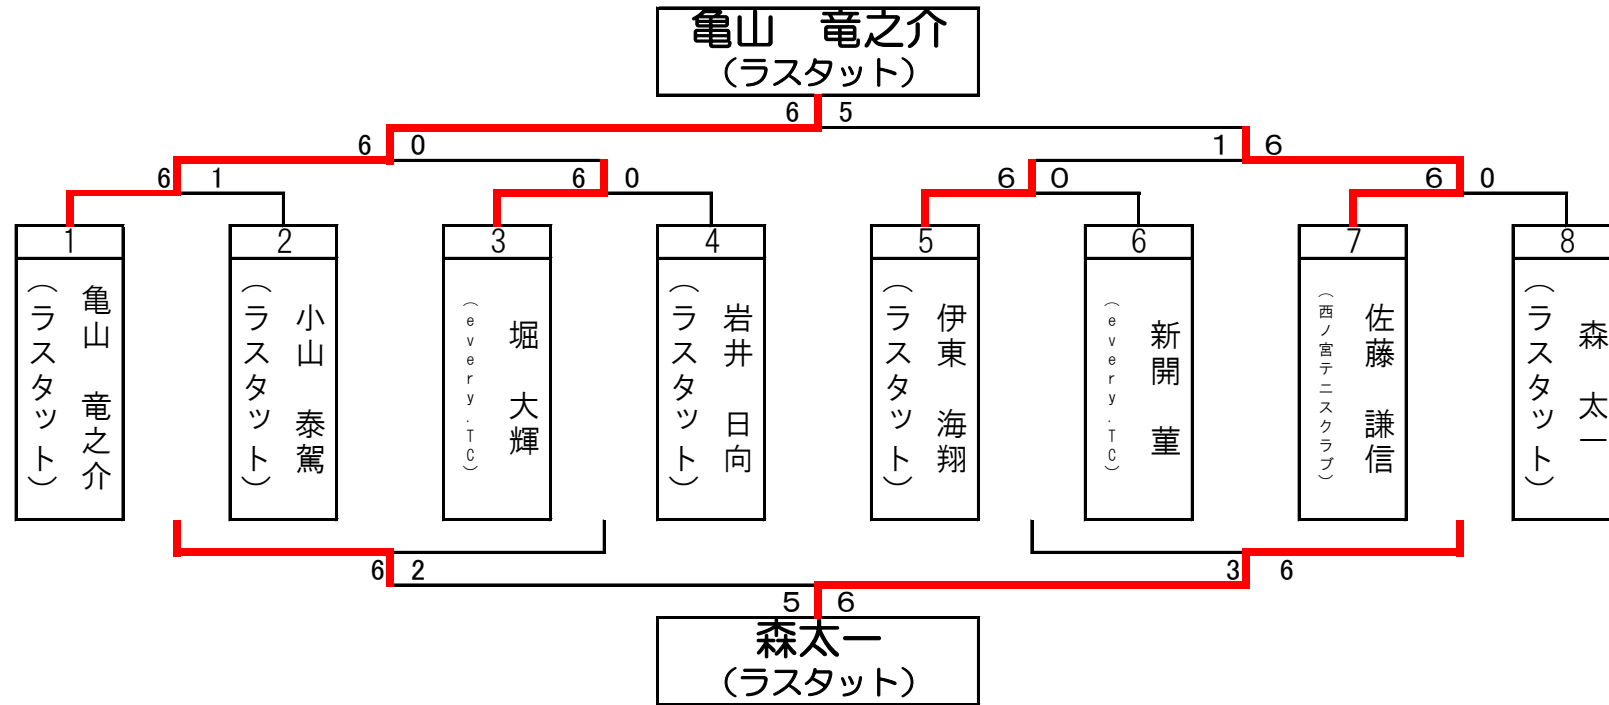 亀山　竜之介
(ラスタット)
6 5
6 0
1 6
6 1
6 0
6 0
6 0
1
2
3
4
5
6
7
8
亀山　竜之介
(ラスタット)
小山　泰駕
(ラスタット)
堀　大輝
(every.TC)
岩井　日向
(ラスタット)
伊東　海翔
(ラスタット)
新開　菫
(every.TC)
佐藤　謙信
(西ノ宮テニスクラブ)
森　太一
(ラスタット)
6 2
3 6
5 6
森太一
(ラスタット)